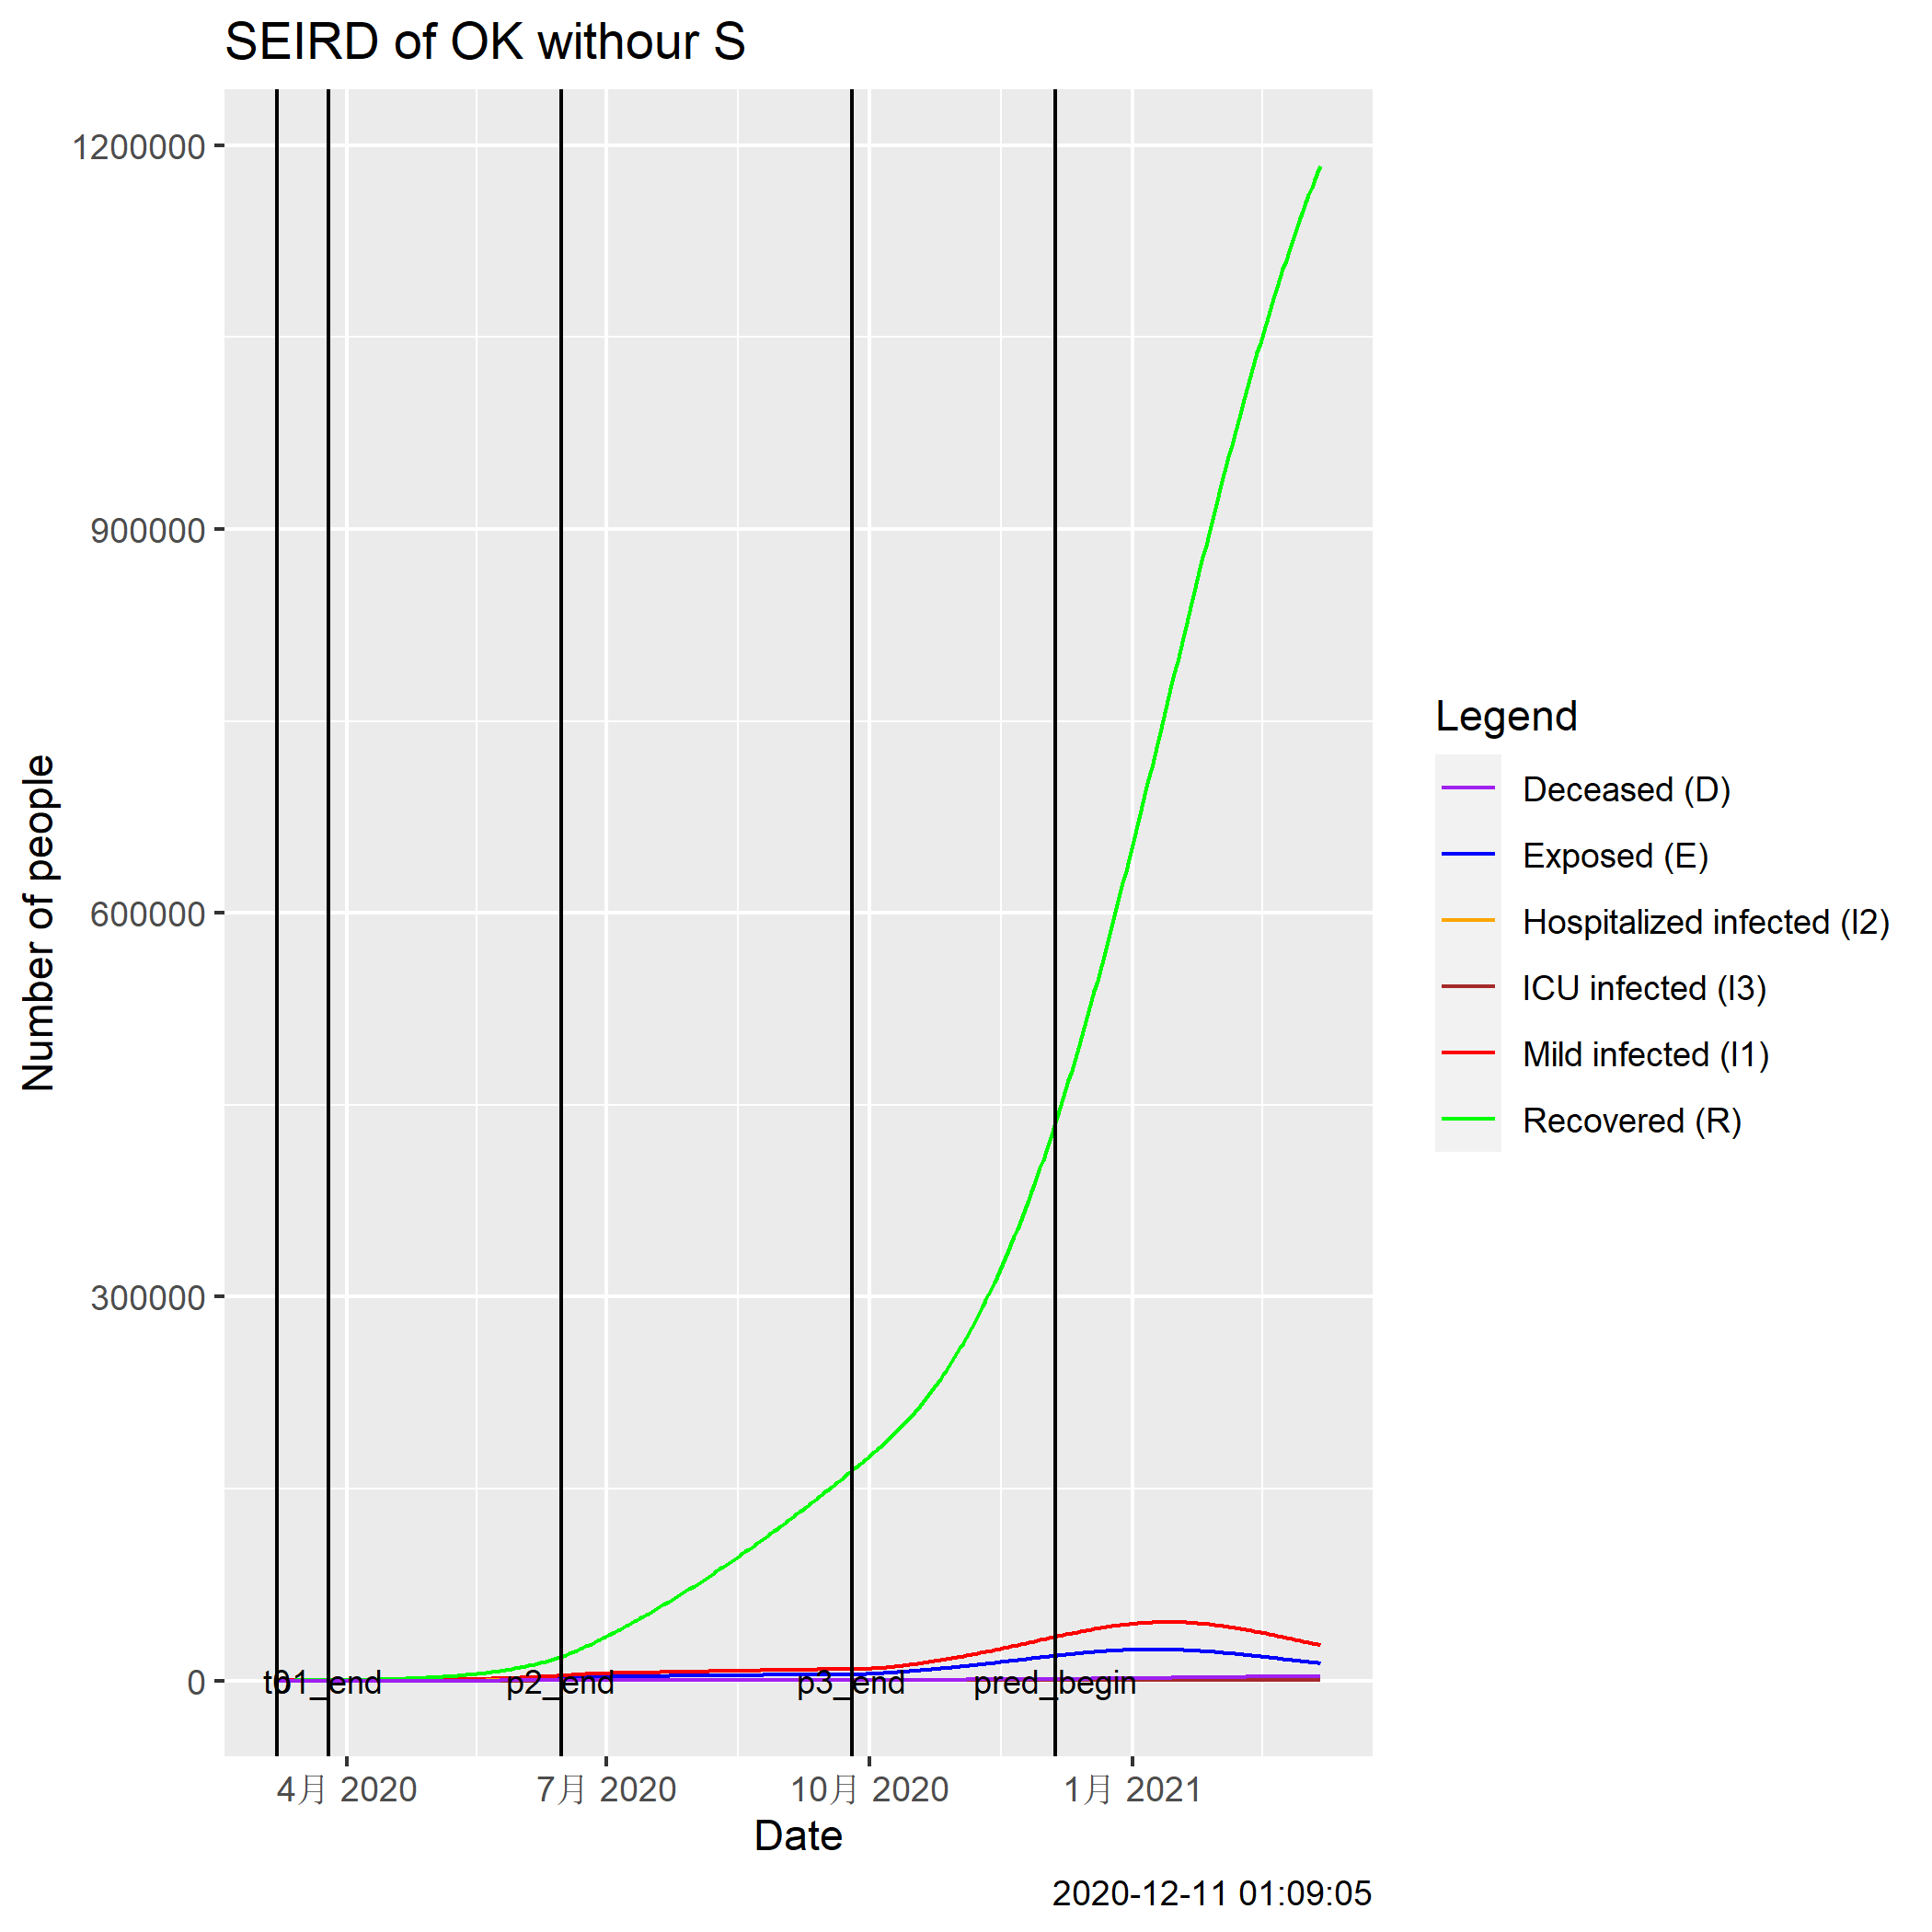 SEIRD of OK withour S
1200000
900000
600000
300000
0
Number of people
t0
p1_end
p2_end
p3_end
pred_begin
4月 2020
7月 2020
10月 2020
1月 2021
Date
Legend
Deceased (D)
Exposed (E)
Hospitalized infected (I2)
ICU infected (I3)
Mild infected (I1)
Recovered (R)
2020-12-11 01:09:05